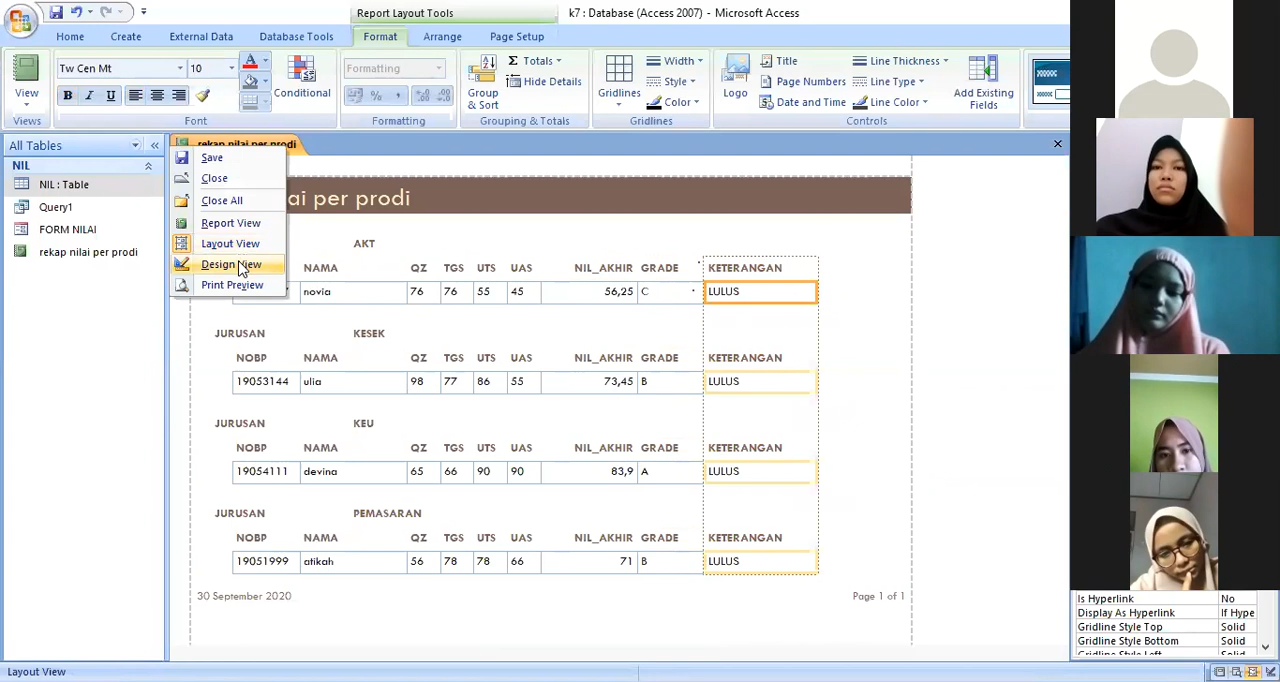 Report Layout Tools
k7 : Database (Access 2007) - Microsoft Access
Home Create External Data Database Tools Format Arrange Page Setup
View
Views
Tw Cen Mt 10
B I U
Font
Conditional
Formatting
%
Formatting
Group & Sort
Σ Totals
Hide Details
Grouping & Totals
Gridlines
Width
Style
Color
Gridlines
Logo
Title
Page Numbers
Date and Time
Line Thickness
Line Type
Line Color
Add Existing Fields
Controls
xxxxx
All Tables
NIL
NIL : Table
Query1
FORM NILAI
rekap nilai per prodi
rekap nilai per prodi
Save
Close
Close All
Report View
Layout View
Design View
Print Preview
ai per prodi
AKT
NAMA QZ TGS UTS UAS NIL_AKHIR GRADE KETERANGAN
novia 76 76 55 45 56,25 C LULUS
JURUSAN KESEK
NOBP NAMA QZ TGS UTS UAS NIL_AKHIR GRADE KETERANGAN
19053144 ulia 98 77 86 55 73,45 B LULUS
JURUSAN KEU
NOBP NAMA QZ TGS UTS UAS NIL_AKHIR GRADE KETERANGAN
19054111 devina 65 66 90 90 83,9 A LULUS
JURUSAN PEMASARAN
NOBP NAMA QZ TGS UTS UAS NIL_AKHIR GRADE KETERANGAN
19051999 atikah 56 78 78 66 71 B LULUS
30 September 2020 Page 1 of 1
Is Hyperlink No
Display As Hyperlink If Hype
Gridline Style Top Solid
Gridline Style Bottom Solid
Layout View